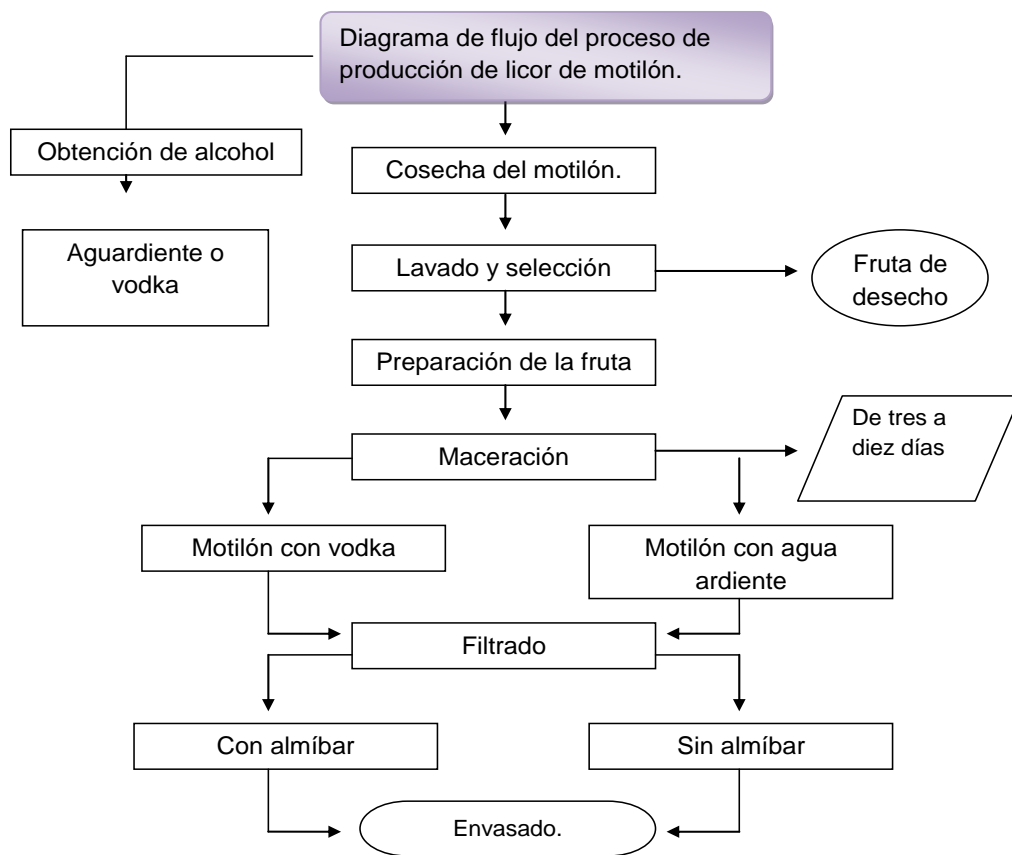 Diagrama de flujo del proceso de
producción de licor de motilón.
Obtención de alcohol
Cosecha del motilón.
Aguardiente o
vodka
Lavado y selección
Fruta de
desecho
Preparación de la fruta
De tres a
diez días
Maceración
Motilón con vodka
Motilón con agua
ardiente
Filtrado
Con almíbar
Sin almíbar
Envasado.